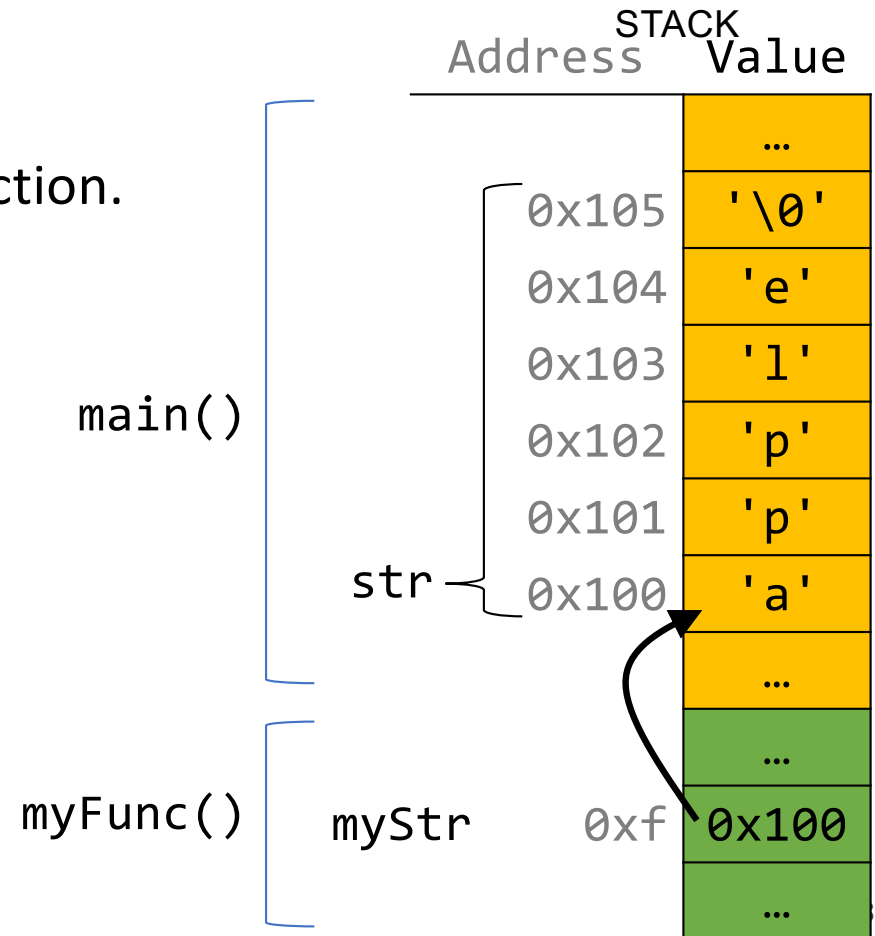 STACK
Address Value
…
ction.
0x105 '\0'
0x104 'e'
0x103 'l'
main()
0x102 'p'
0x101 'p'
str 0x100 'a'
…
…
myFunc() myStr 0xf 0x100
…